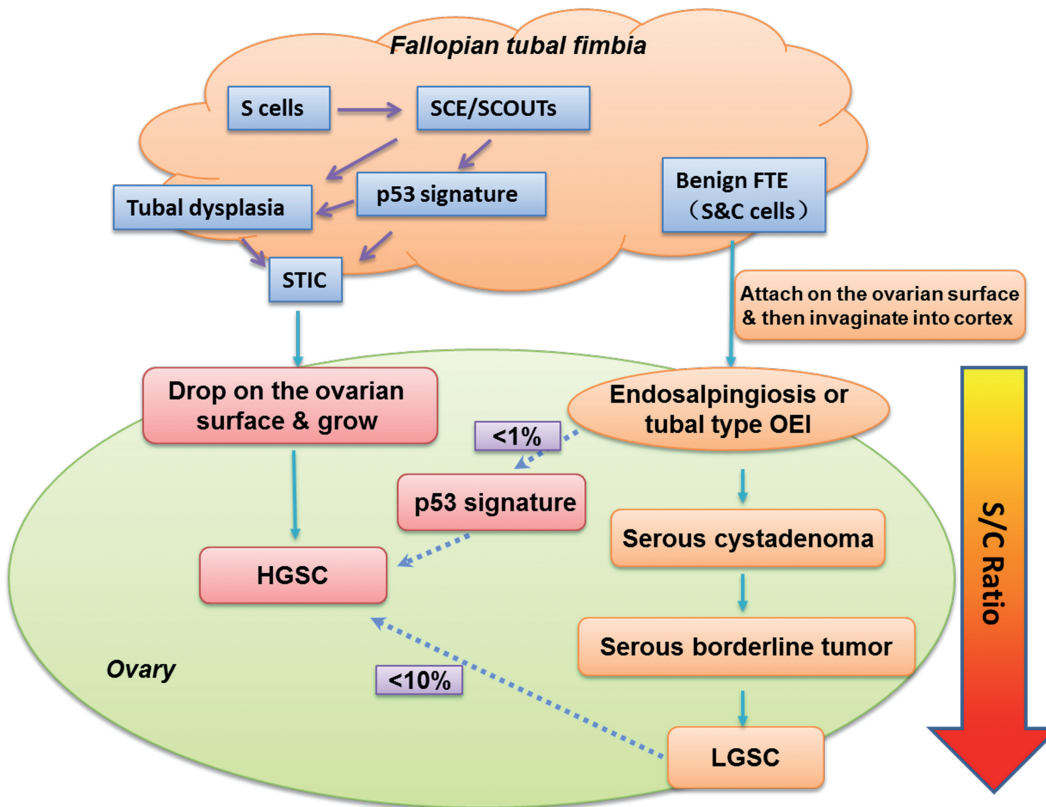 Fallopian tubal fimbia
S cells
SCE/SCOUTs
Tubal dysplasia
p53 signature
STIC
Benign FTE
（S&C cells）
Attach on the ovarian surface
& then invaginate into cortex
Drop on the ovarian
surface & grow
Endosalpingiosis or
tubal type OEI
<1%
p53 signature
Serous cystadenoma
HGSC
Serous borderline tumor
Ovary
<10%
LGSC
S/C Ratio